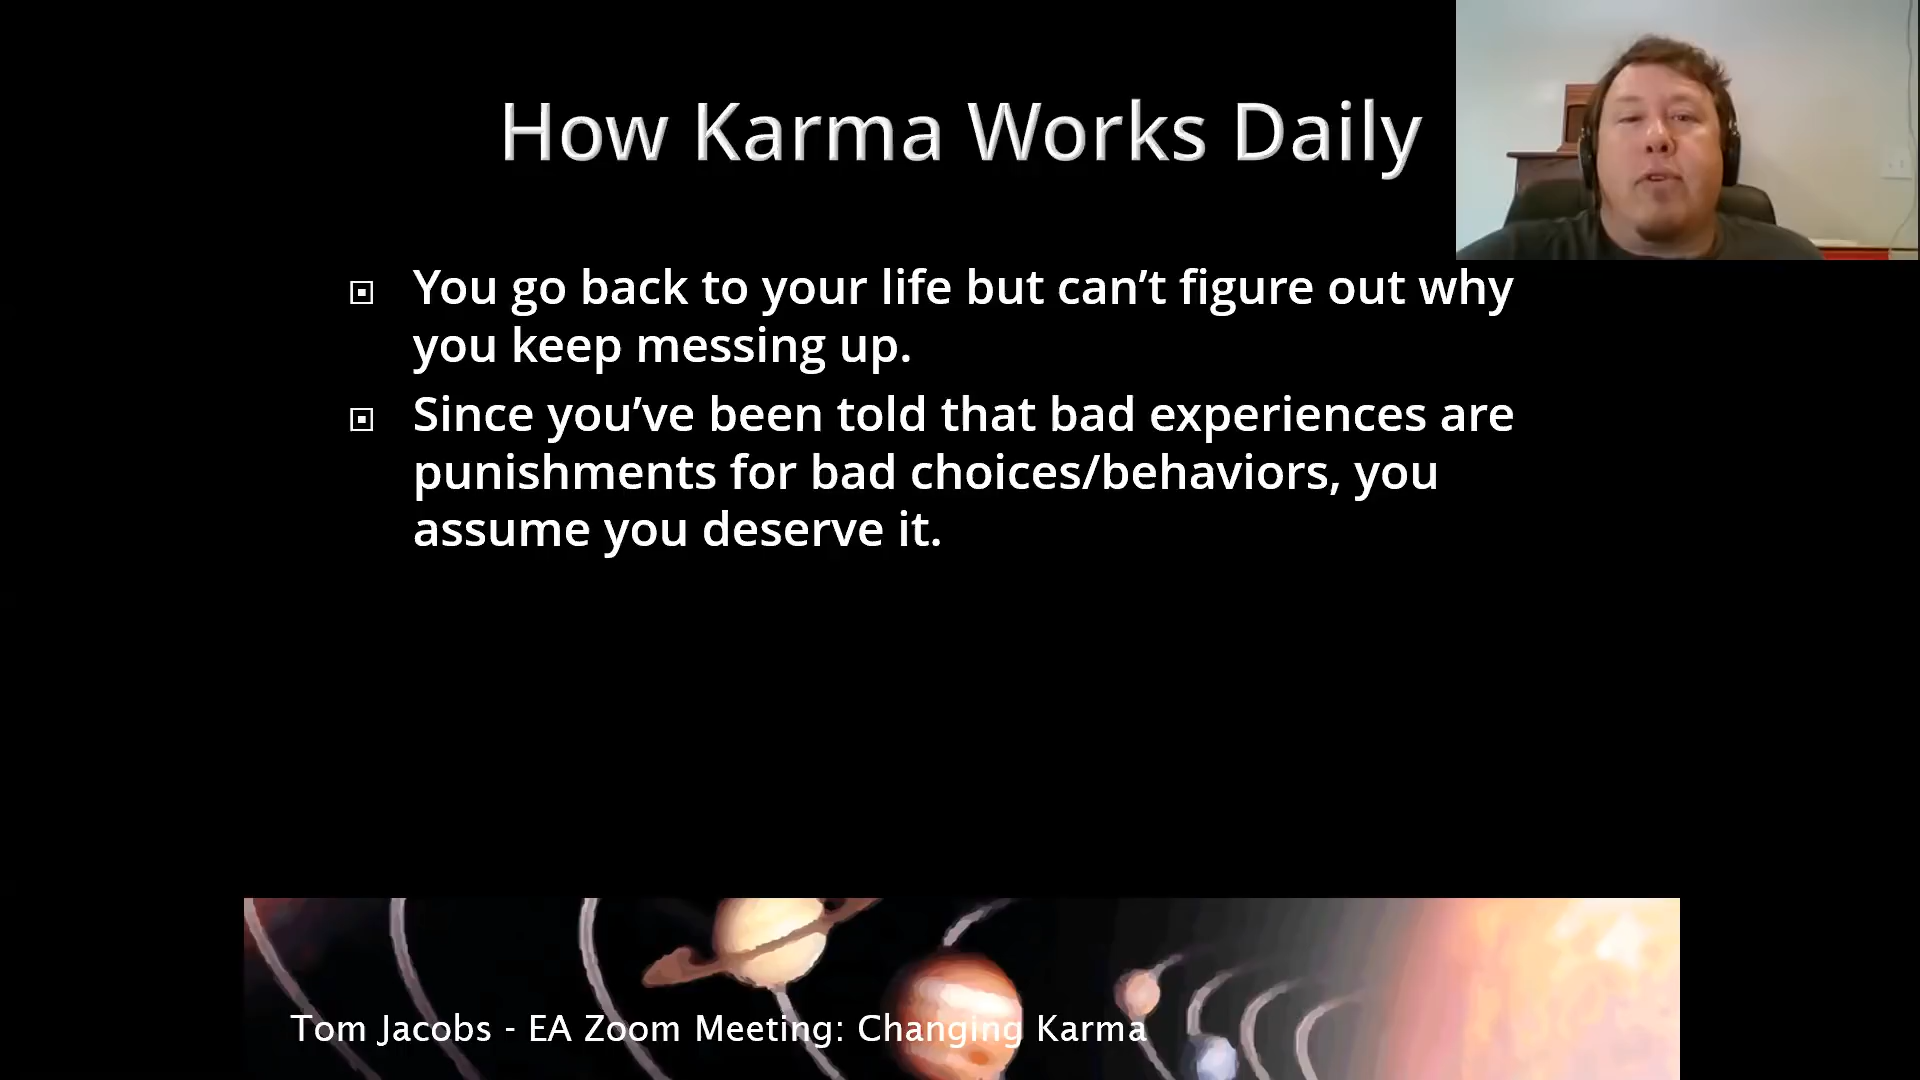 How Karma Works Daily
You go back to your life but can’t figure out why
you keep messing up.
Since you’ve been told that bad experiences are
punishments for bad choices/behaviors, you
assume you deserve it.
Tom Jacobs - EA Zoom Meeting: Changing Karma